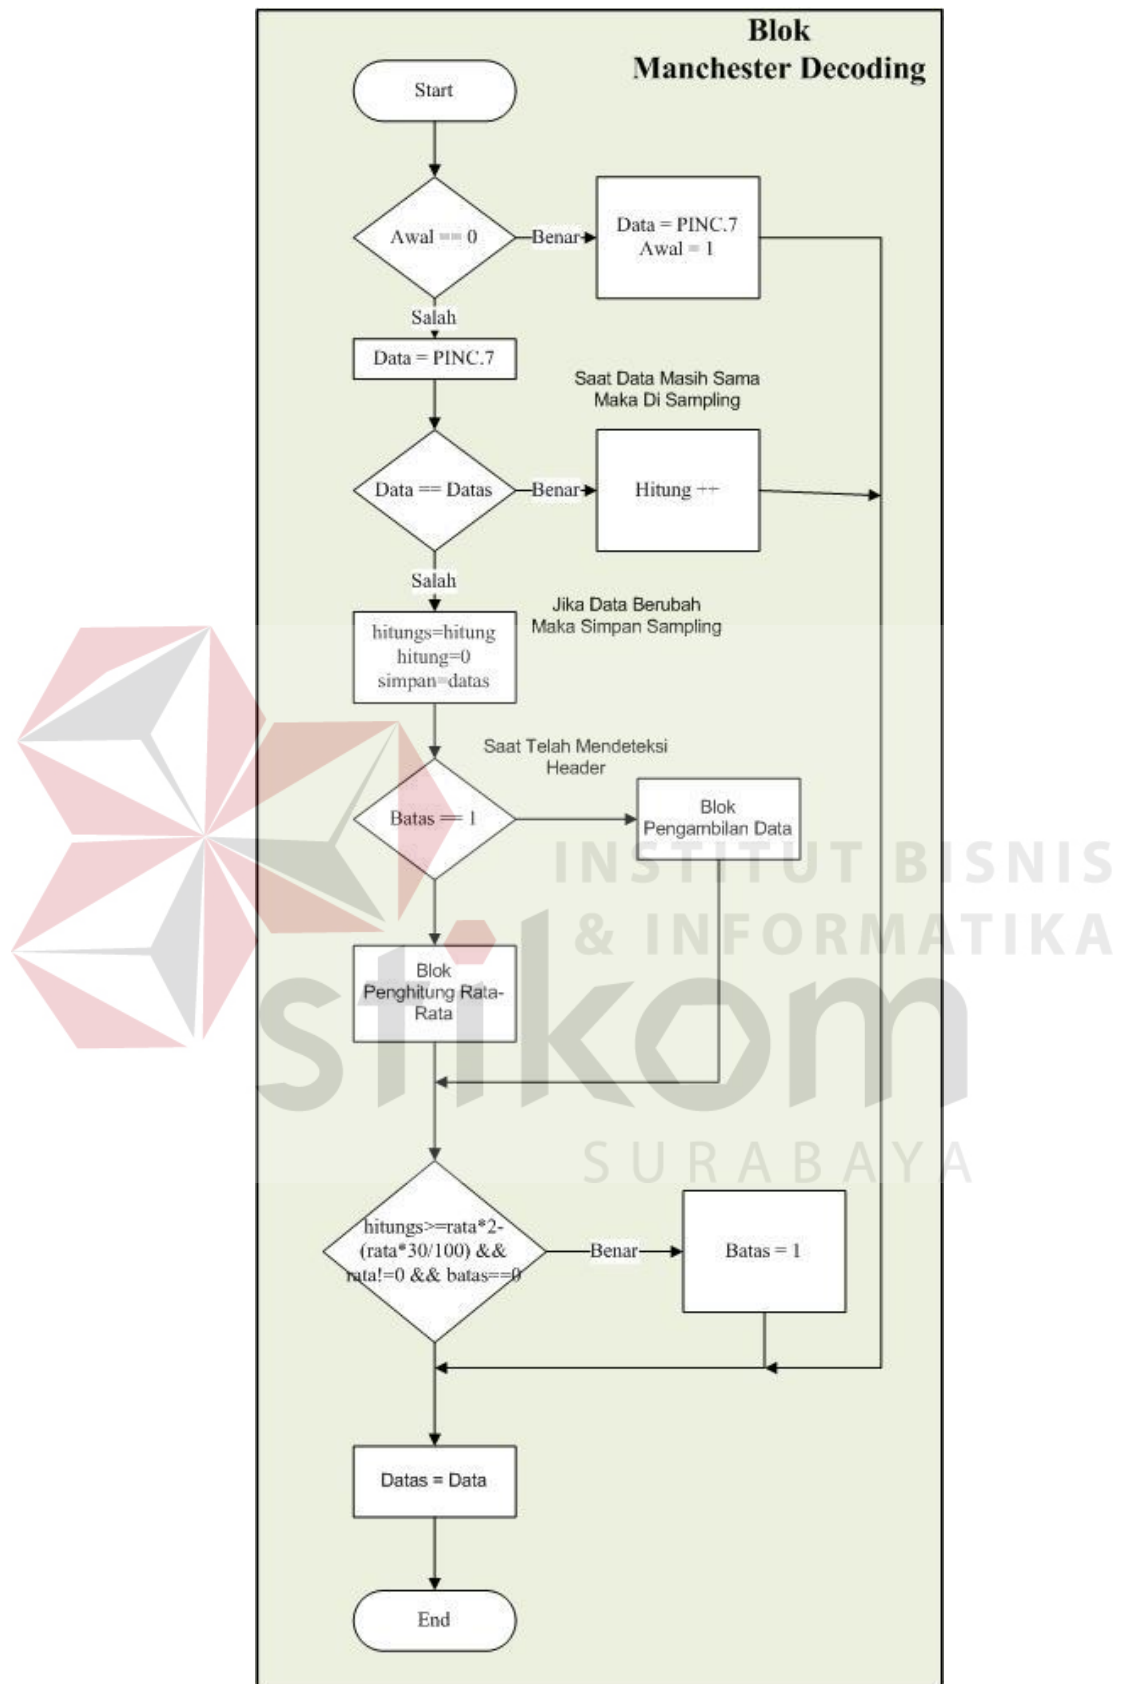 Blok
Manchester Decoding
Start
Awal == 0
Benar
Data = PINC.7
Awal = 1
Salah
Data = PINC.7
Saat Data Masih Sama
Maka Di Sampling
Data == Datas
Benar
Hitung ++
Salah
Jika Data Berubah
Maka Simpan Sampling
hitungs=hitung
hitung=0
simpan=datas
Saat Telah Mendeteksi
Header
Batas == 1
Blok
Pengambilan Data
INSTITUT BISNIS
& INFORMATIKA
Blok
Penghitung Rata-
Rata
stikom
SURABAYA
hitungs>=rata*2-
(rata*30/100) &&
rata!=0 && batas==0
Benar
Batas = 1
Datas = Data
End